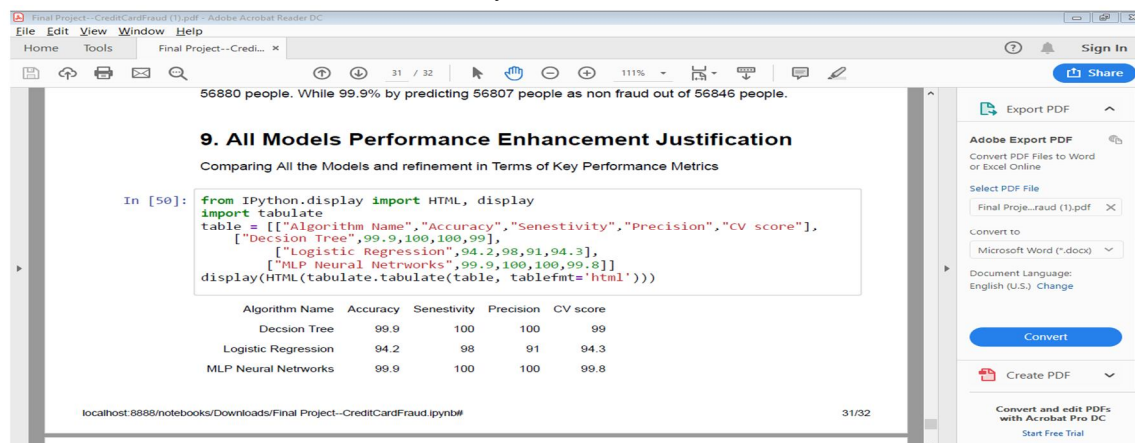 Final Project--CreditCardFraud (1).pdf - Adobe Acrobat Reader DC
File Edit View Window Help
Home Tools Final Project--Credi... × Sign In
31 / 32 111% Share
56880 people. While 99.9% by predicting 56807 people as non fraud out of 56846 people.
9. All Models Performance Enhancement Justification
Comparing All the Models and refinement in Terms of Key Performance Metrics
In [50]: from IPython.display import HTML, display
import tabulate
table = [["Algorithm Name","Accuracy","Senestivity","Precision","CV score"],
["Decsion Tree",99.9,100,100,99],
["Logistic Regression",94.2,98,91,94.3],
["MLP Neural Netrworks",99.9,100,100,99.8]]
display(HTML(tabulate.tabulate(table, tablefmt='html')))
Algorithm Name Accuracy Senestivity Precision CV score
Decsion Tree 99.9 100 100 99
Logistic Regression 94.2 98 91 94.3
MLP Neural Netrworks 99.9 100 100 99.8
localhost:8888/notebooks/Downloads/Final Project--CreditCardFraud.ipynb# 31/32
Export PDF
Adobe Export PDF
Convert PDF Files to Word
or Excel Online
Select PDF File
Final Proje...raud (1).pdf ×
Convert to
Microsoft Word (*.docx)
Document Language:
English (U.S.) Change
Convert
Create PDF
Convert and edit PDFs
with Acrobat Pro DC
Start Free Trial